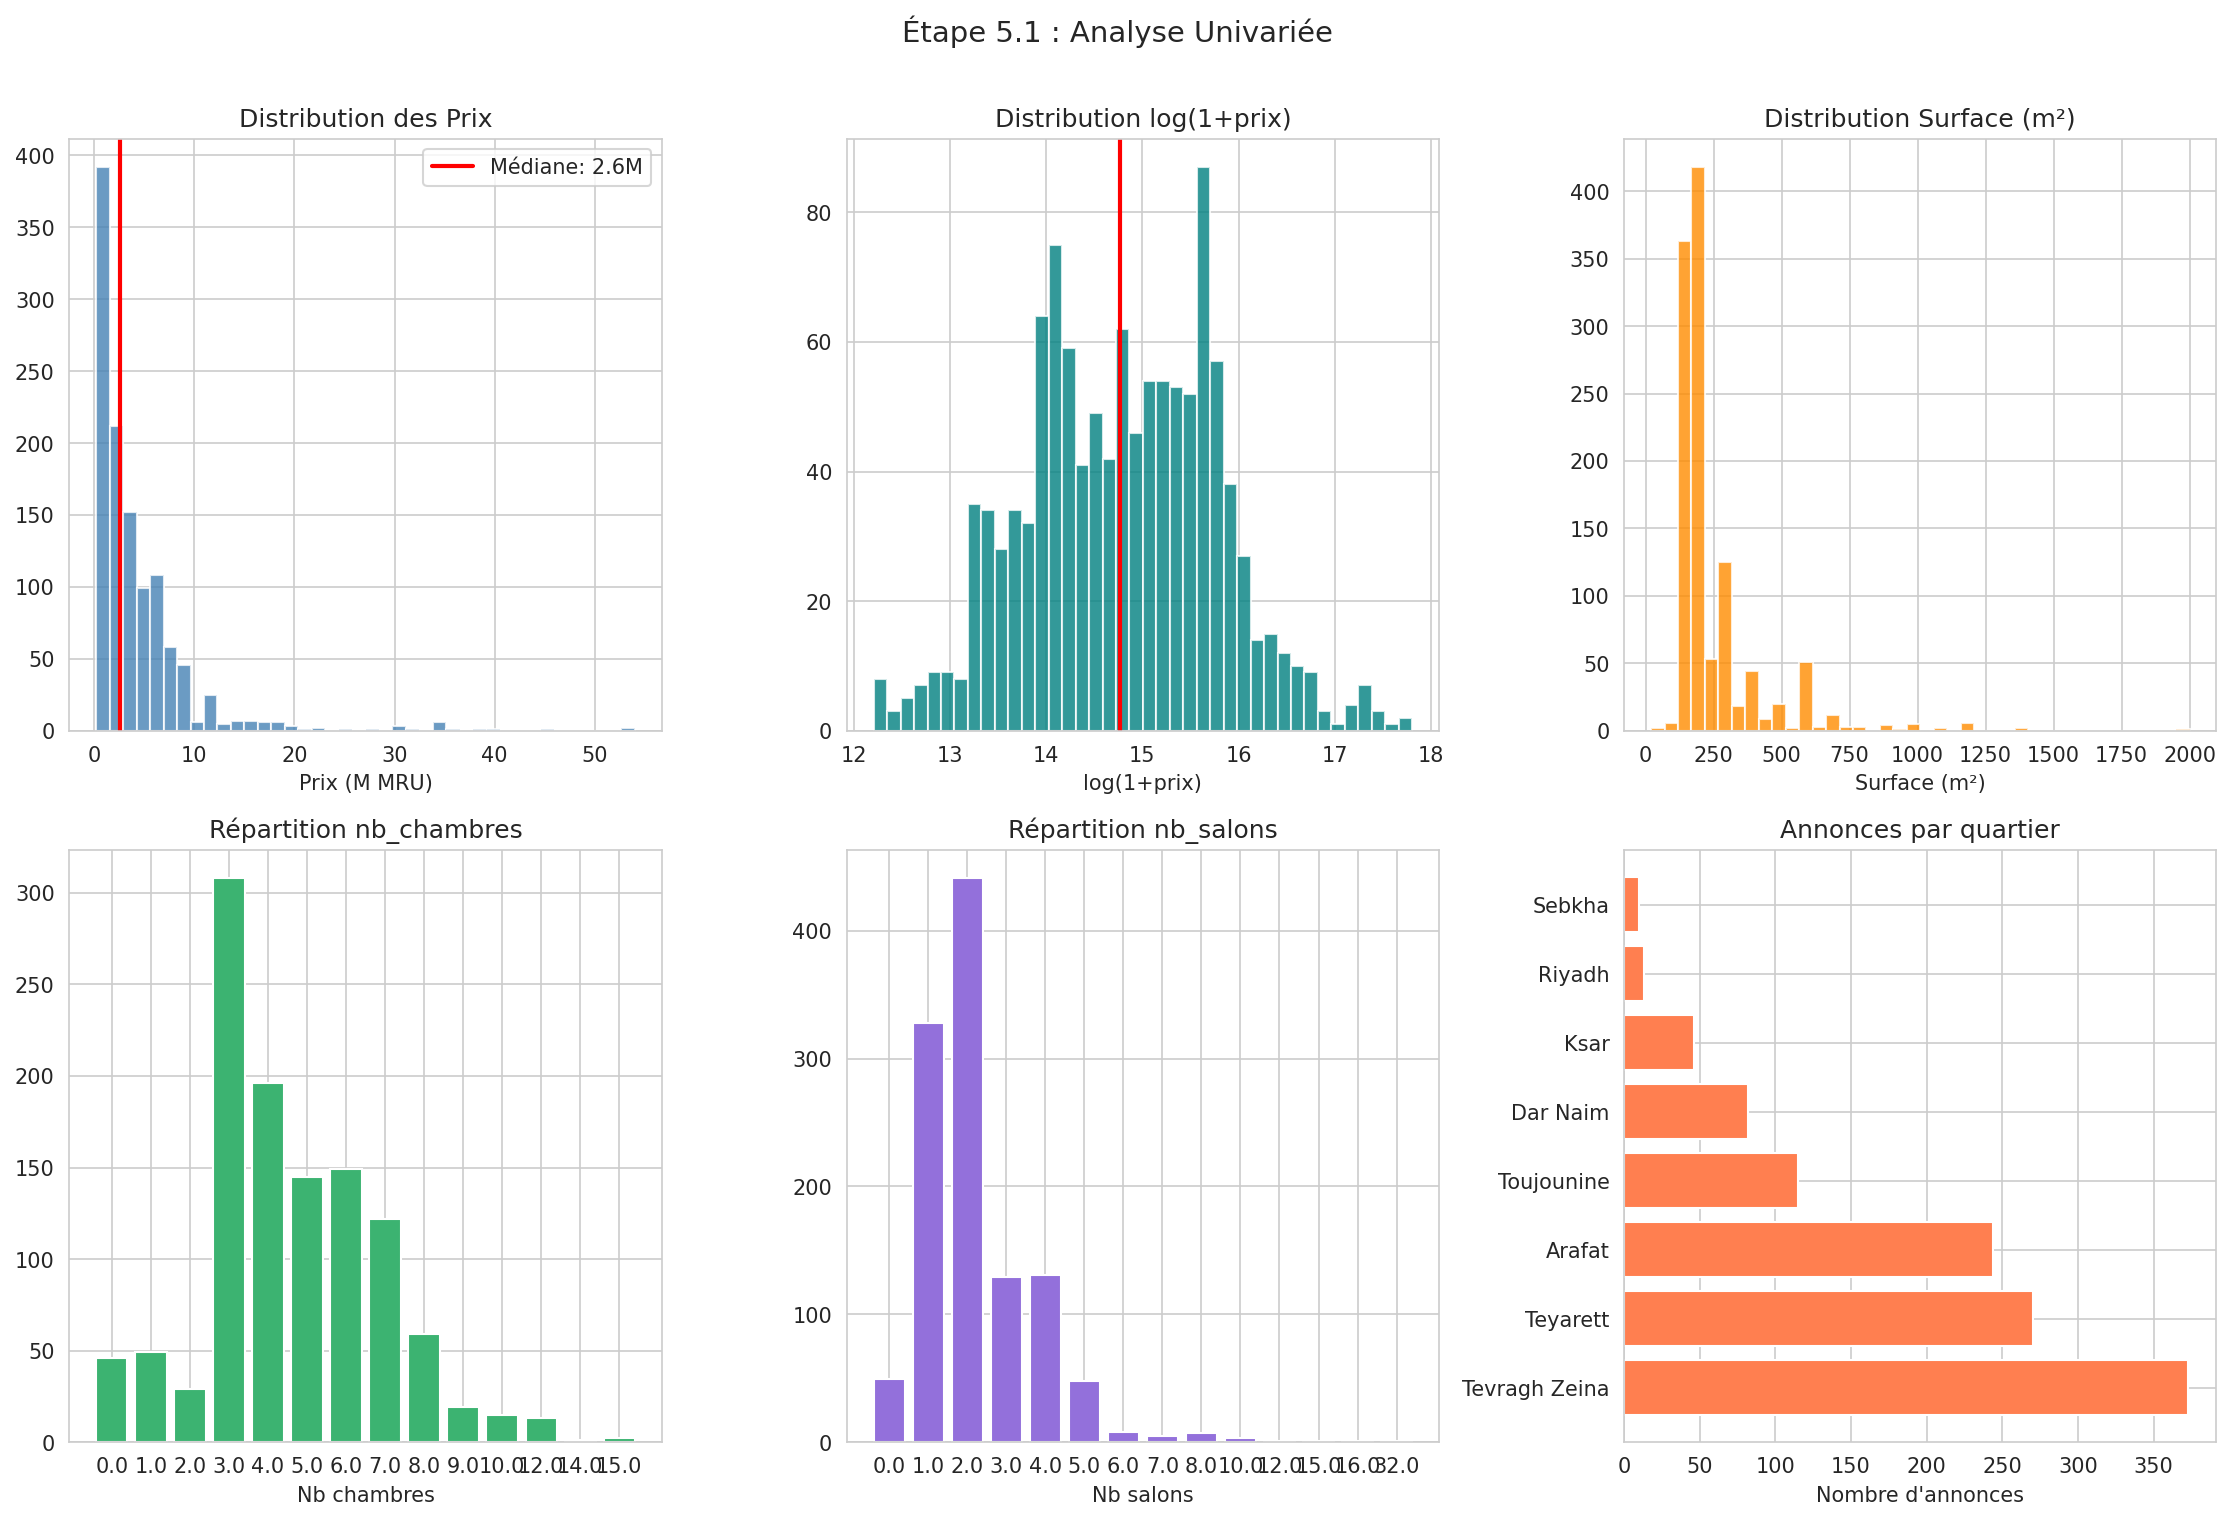 Étape 5.1 : Analyse Univariée
Distribution des Prix
400
350
300
250
200
150
100
50
0
Médiane: 2.6M
0 10 20 30 40 50
Prix (M MRU)
Distribution log(1+prix)
80
60
40
20
0
12 13 14 15 16 17 18
log(1+prix)
Distribution Surface (m²)
400
350
300
250
200
150
100
50
0
0 250 500 750 1000 1250 1500 1750 2000
Surface (m²)
Répartition nb_chambres
300
250
200
150
100
50
0
0.0 1.0 2.0 3.0 4.0 5.0 6.0 7.0 8.0 9.0 10.0 12.0 14.0 15.0
Nb chambres
Répartition nb_salons
400
300
200
100
0
0.0 1.0 2.0 3.0 4.0 5.0 6.0 7.0 8.0 10.0 12.0 15.0 16.0 32.0
Nb salons
Annonces par quartier
Sebkha
Riyadh
Ksar
Dar Naim
Toujounine
Arafat
Teyarett
Tevragh Zeina
0 50 100 150 200 250 300 350
Nombre d'annonces